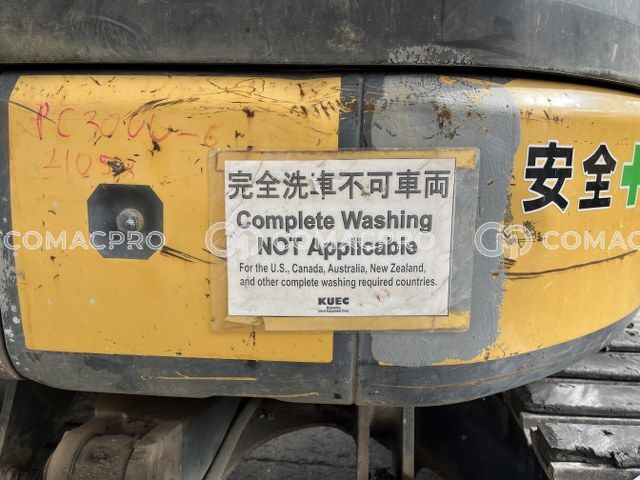 PC300LC-6
21058
完全洗車不可車両
Complete Washing
NOT Applicable
For the U.S., Canada, Australia, New Zealand,
and other complete washing required countries.
KUEC
安全
COMACPRO
COMACPRO
COMACPRO